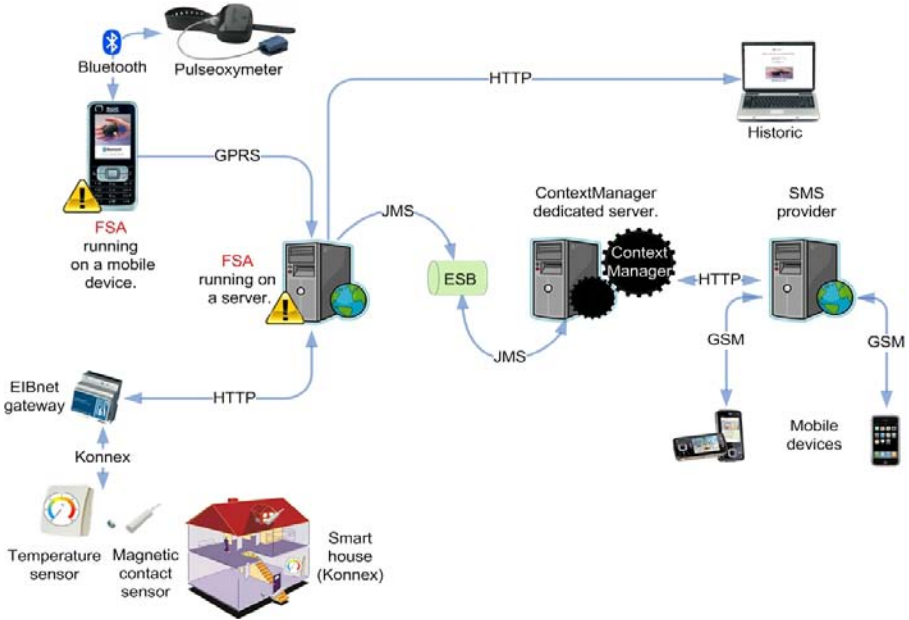 Bluetooth
Pulseoxymeter
HTTP
Historic
GPRS
FSA
running
on a mobile
device.
JMS
ContextManager
dedicated server.
SMS
provider
FSA
running on
a server.
ESB
Context
Manager
HTTP
JMS
GSM
GSM
EIBnet
gateway
HTTP
Mobile
devices
Konnex
Temperature
sensor
Magnetic
contact
sensor
Smart
house
(Konnex)